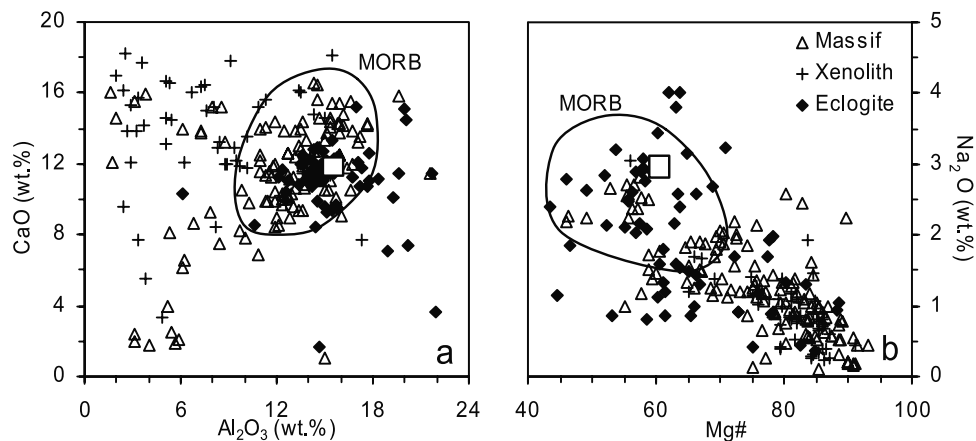 20
16
12
8
4
0
CaO (wt.%)
0 6 12 18 24
Al₂O₃ (wt.%)
MORB
a
b
MORB
Massif
Xenolith
Eclogite
5
4
3
2
1
0
Na₂O (wt.%)
40 60 80 100
Mg#